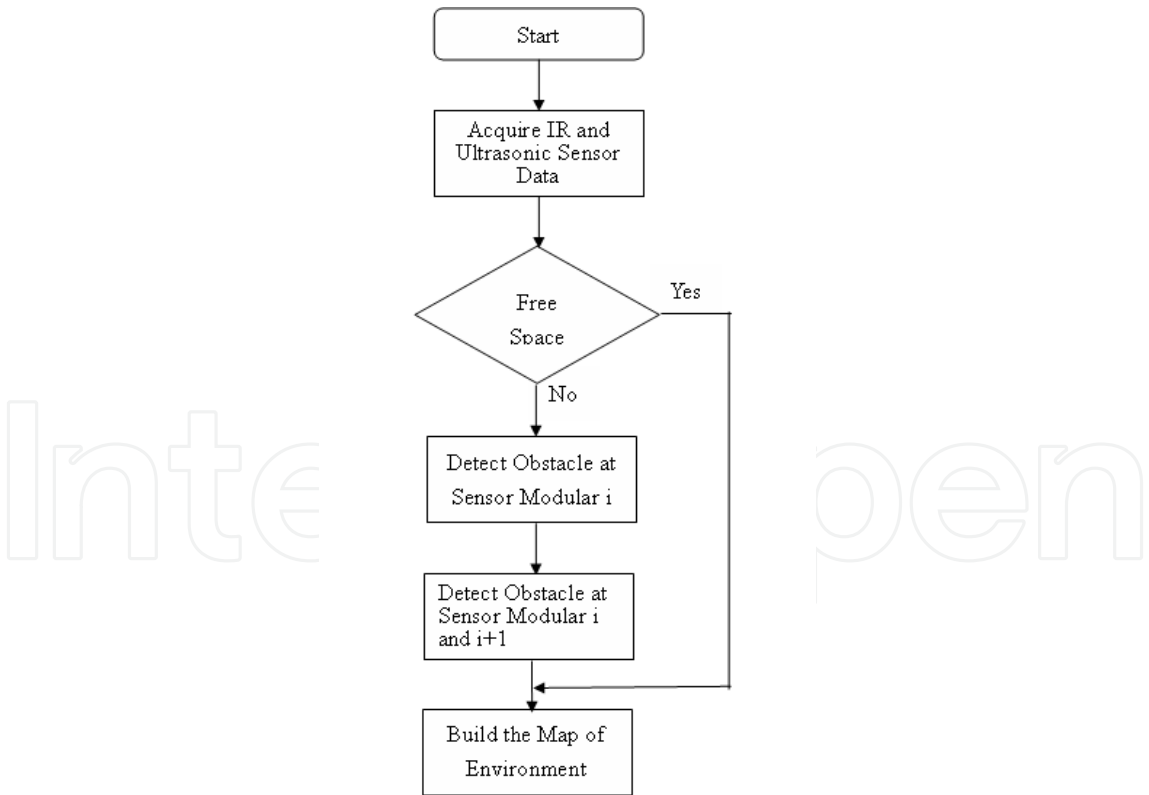 Start
Acquire IR and
Ultrasonic Sensor
Data
Free
Space
Yes
No
Detect Obstacle at
Sensor Modular i
Detect Obstacle at
Sensor Modular i
and i+1
Build the Map of
Environment